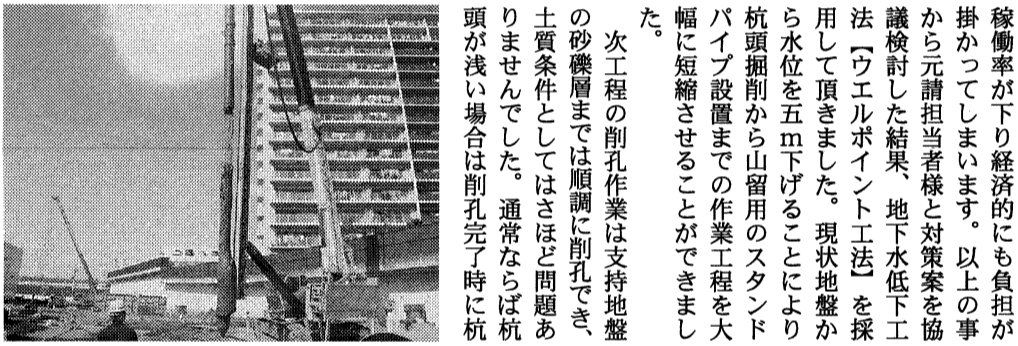 稼働率が下り経済的にも負担が
掛かってしまいます。以上の事
から元請担当者様と対策案を協
議検討した結果、地下水低下工
法【ウエルポイント工法】を採
用して頂きました。現状地盤か
ら水位を五m下げることにより
杭頭掘削から山留用のスタンド
パイプ設置までの作業工程を大
幅に短縮させることができまし
た。
次工程の削孔作業は支持地盤
の砂礫層までは順調に削孔でき、
土質条件としてはさほど問題あ
りませんでした。通常ならば杭
頭が浅い場合は削孔完了時に杭